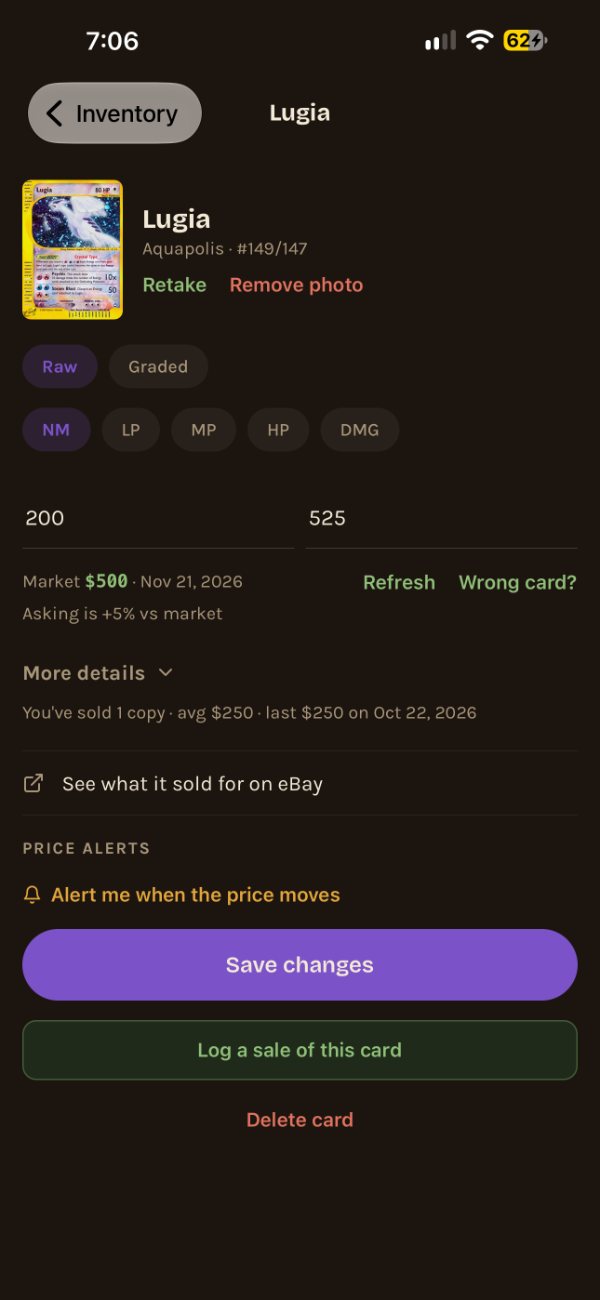 7:06
62
Inventory
Lugia
Lugia
80 HP
Lugia
Aquapolis · #149/147
Retake
Remove photo
Raw
Graded
NM
LP
MP
HP
DMG
200
525
Market $500 · Nov 21, 2026
Refresh
Wrong card?
Asking is +5% vs market
More details
You've sold 1 copy · avg $250 · last $250 on Oct 22, 2026
See what it sold for on eBay
PRICE ALERTS
Alert me when the price moves
Save changes
Log a sale of this card
Delete card